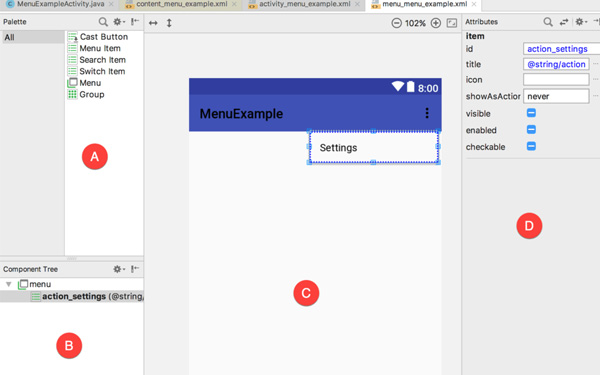 MenuExampleActivity.java
content_menu_example.xml
activity_menu_example.xml
menu_menu_example.xml
Palette
All
Cast Button
Menu Item
Search Item
Switch Item
Menu
Group
A
Component Tree
menu
action_settings (@string/
B
102%
8:00
MenuExample
Settings
C
Attributes
item
id action_settings
title @string/action
icon
showAsAction never
visible
enabled
checkable
D